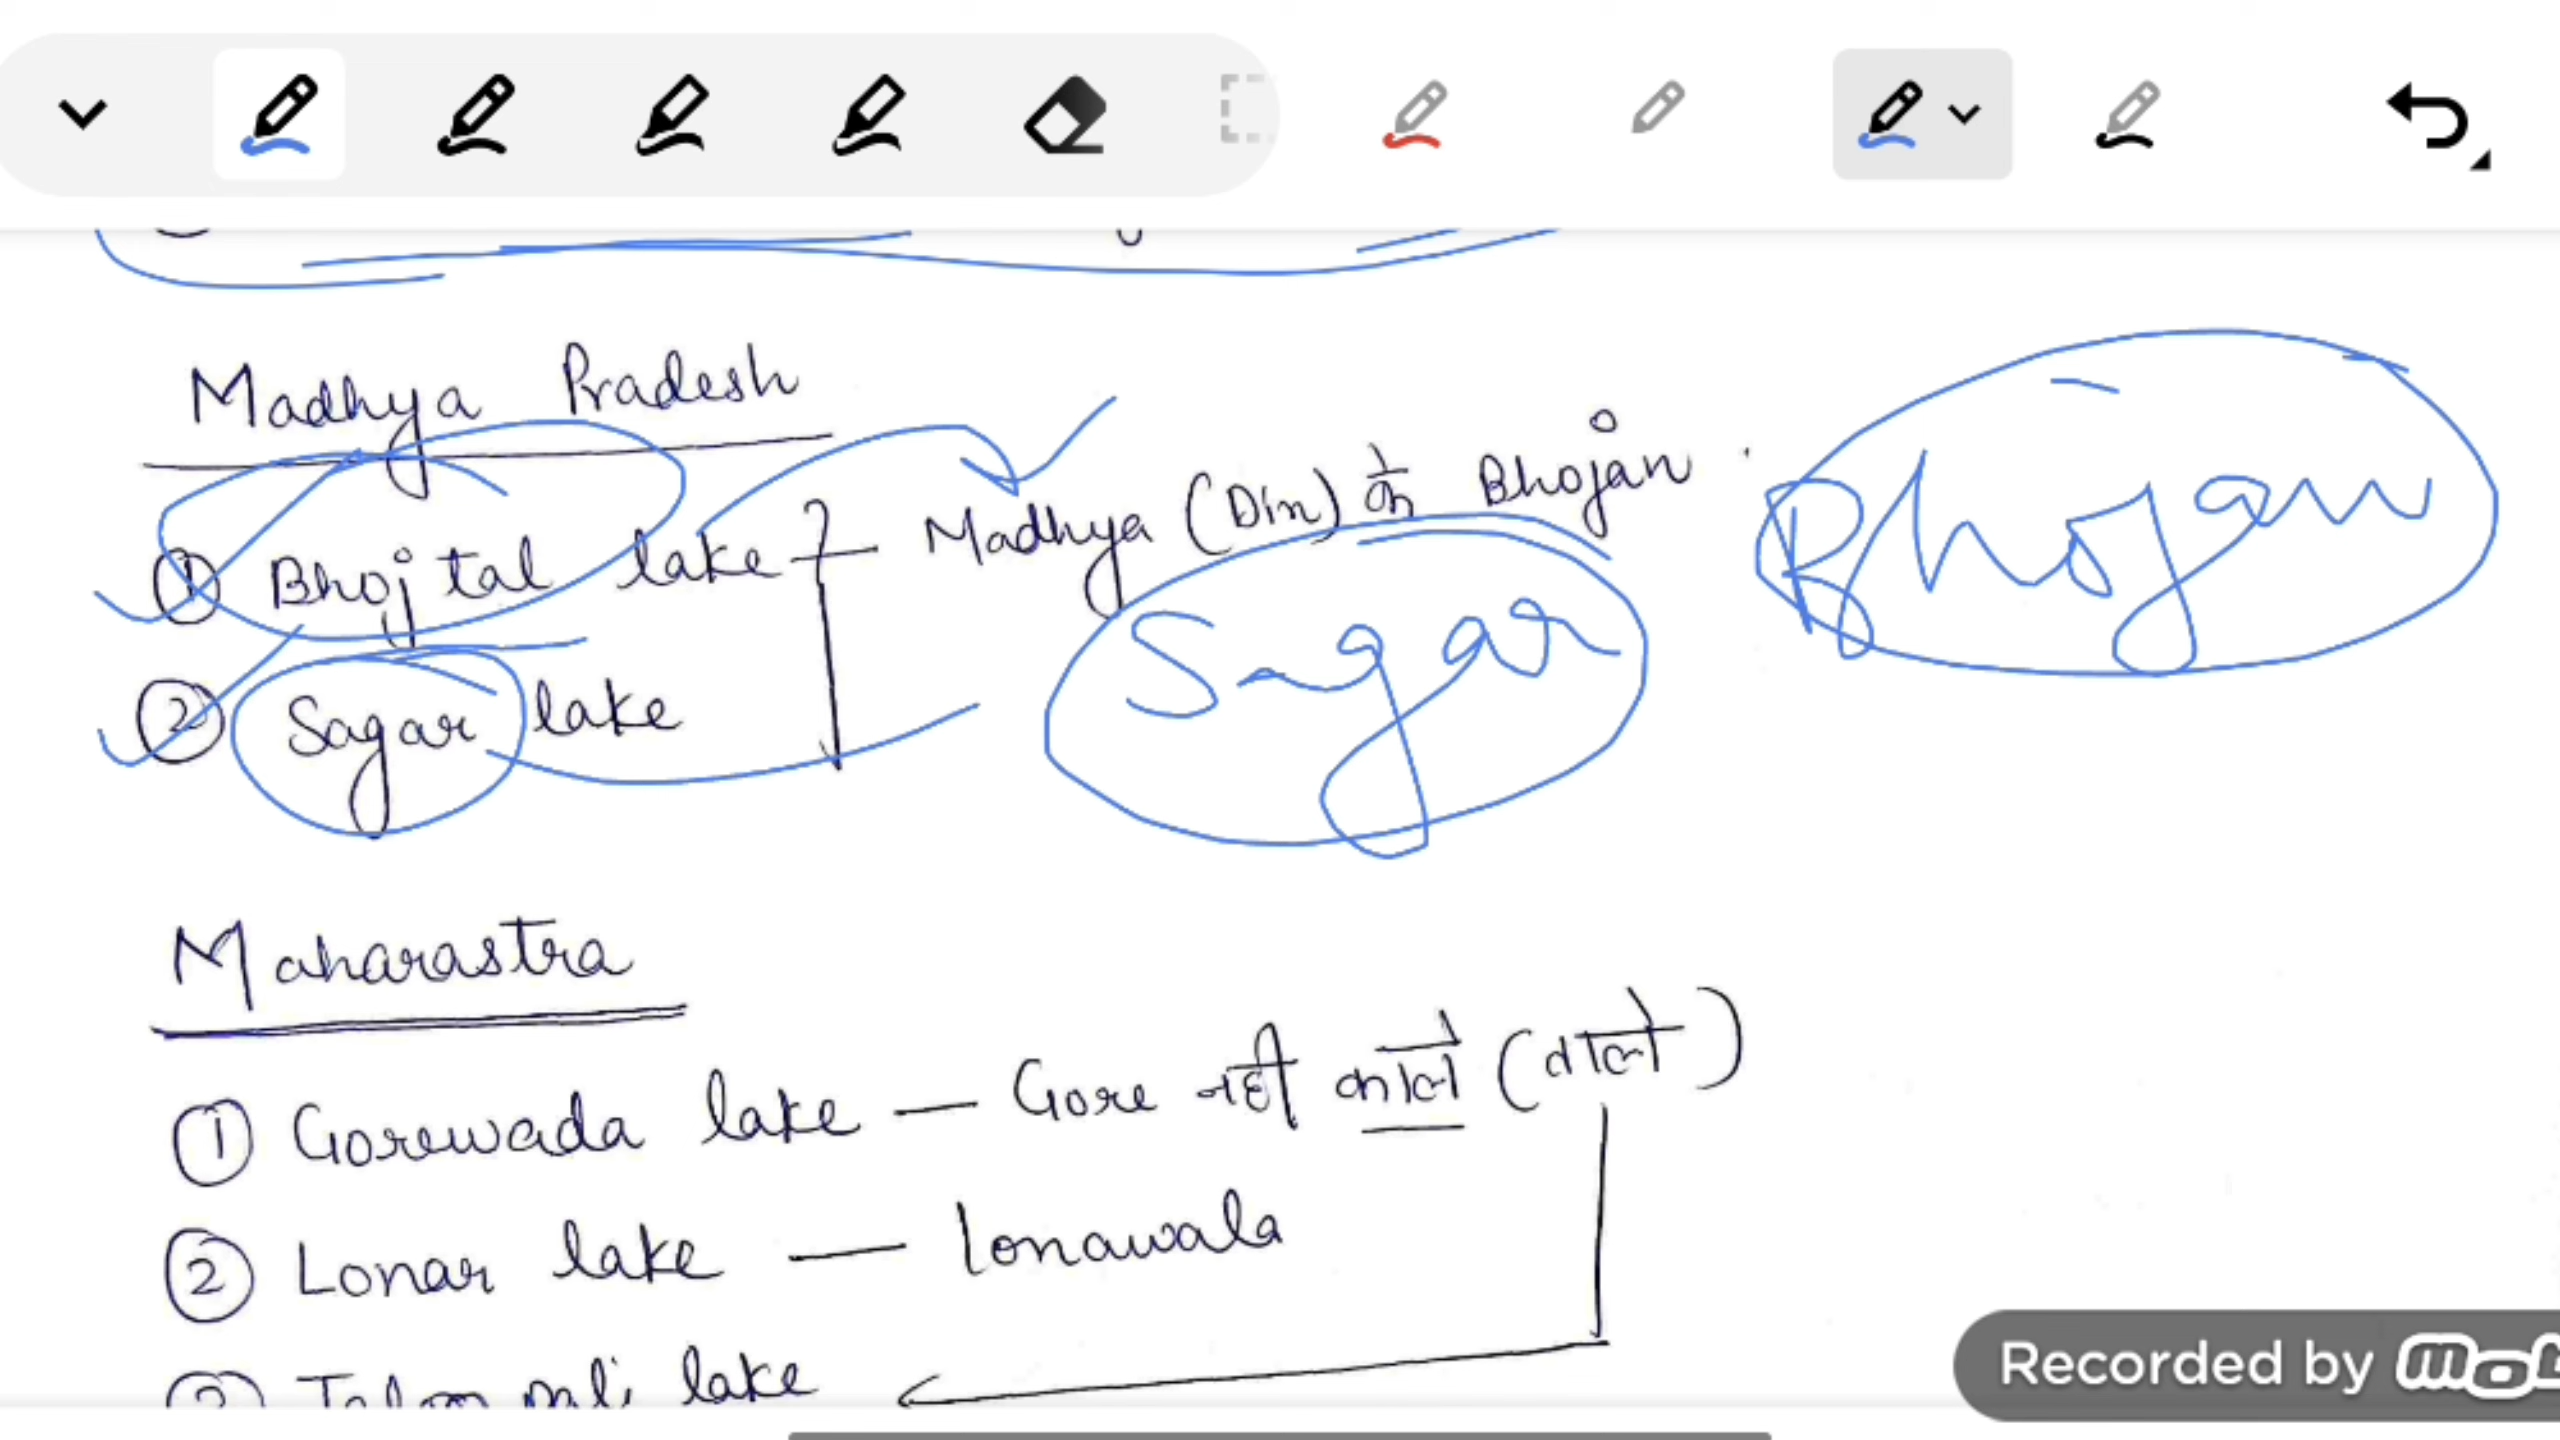 Madhya Pradesh
① Bhojtal lake — Madhya (Din) का Bhojan Bhojan
② Sagar lake Sagar
Maharastra
① Gorewada lake — Gore नही काले
② Lonar lake — lonawala
lake
Recorded by